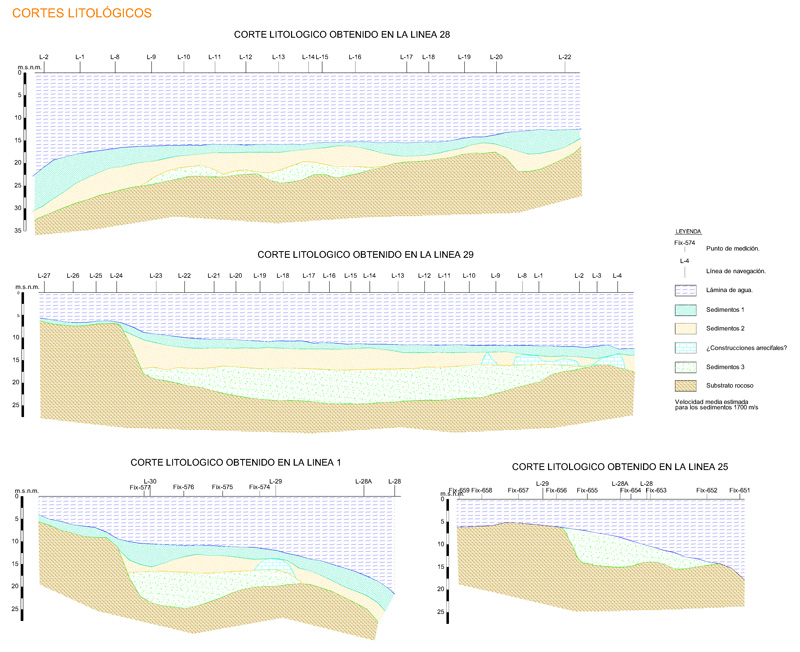 CORTES LITOLÓGICOS
CORTE LITOLOGICO OBTENIDO EN LA LINEA 28
L-2 L-1 L-8 L-9 L-10 L-11 L-12 L-13 L-14 L-15 L-16 L-17 L-18 L-19 L-20 L-22
m.s.n.m.
0
5
10
15
20
25
30
35
CORTE LITOLOGICO OBTENIDO EN LA LINEA 29
L-27 L-26 L-25 L-24 L-23 L-22 L-21 L-20 L-19 L-18 L-17 L-16 L-15 L-14 L-13 L-12 L-11 L-10 L-9 L-8 L-1 L-2 L-3 L-4
m.s.n.m.
0
5
10
15
20
25
LEYENDA
Fix-574
Punto de medición.
L-4
Línea de navegación.
Lámina de agua.
Sedimentos 1
Sedimentos 2
¿Construcciones arrecifales?
Sedimentos 3
Substrato rocoso
Velocidad media estimada
para los sedimentos 1700 m/s
CORTE LITOLOGICO OBTENIDO EN LA LINEA 1
L-30 L-29 L-28A L-28
Fix-577 Fix-576 Fix-575 Fix-574
m.s.n.m.
0
5
10
15
20
25
CORTE LITOLOGICO OBTENIDO EN LA LINEA 25
L-29 L-28A L-28
Fix-659 Fix-658 Fix-657 Fix-656 Fix-655 Fix-654 Fix-653 Fix-652 Fix-651
m.s.n.m.
0
5
10
15
20
25